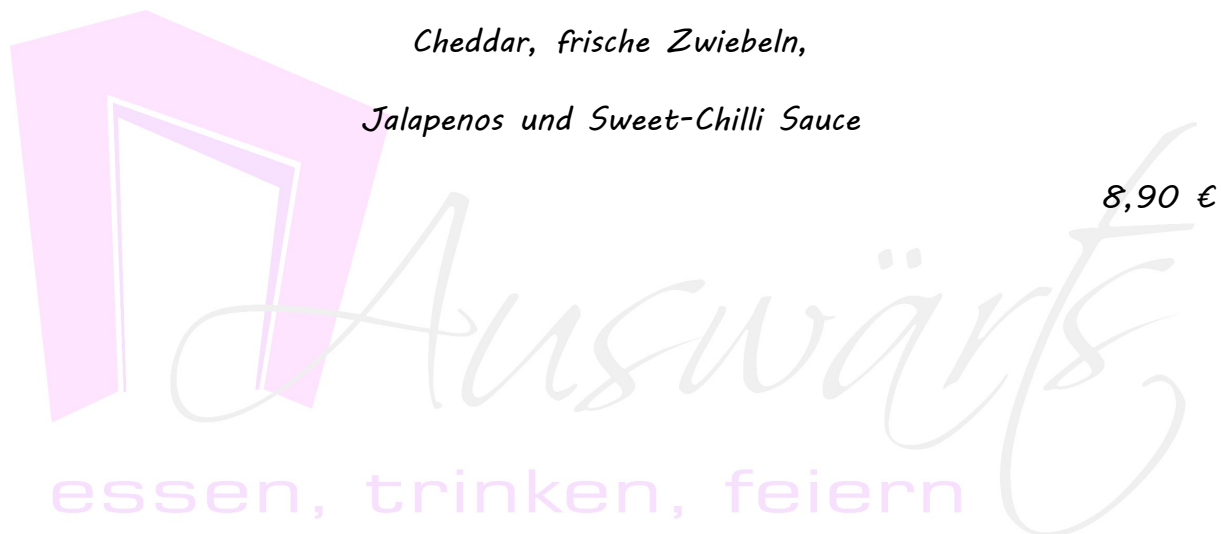 Cheddar, frische Zwiebeln,
Jalapenos und Sweet-Chilli Sauce
8,90 €
Auswärts
essen, trinken, feiern